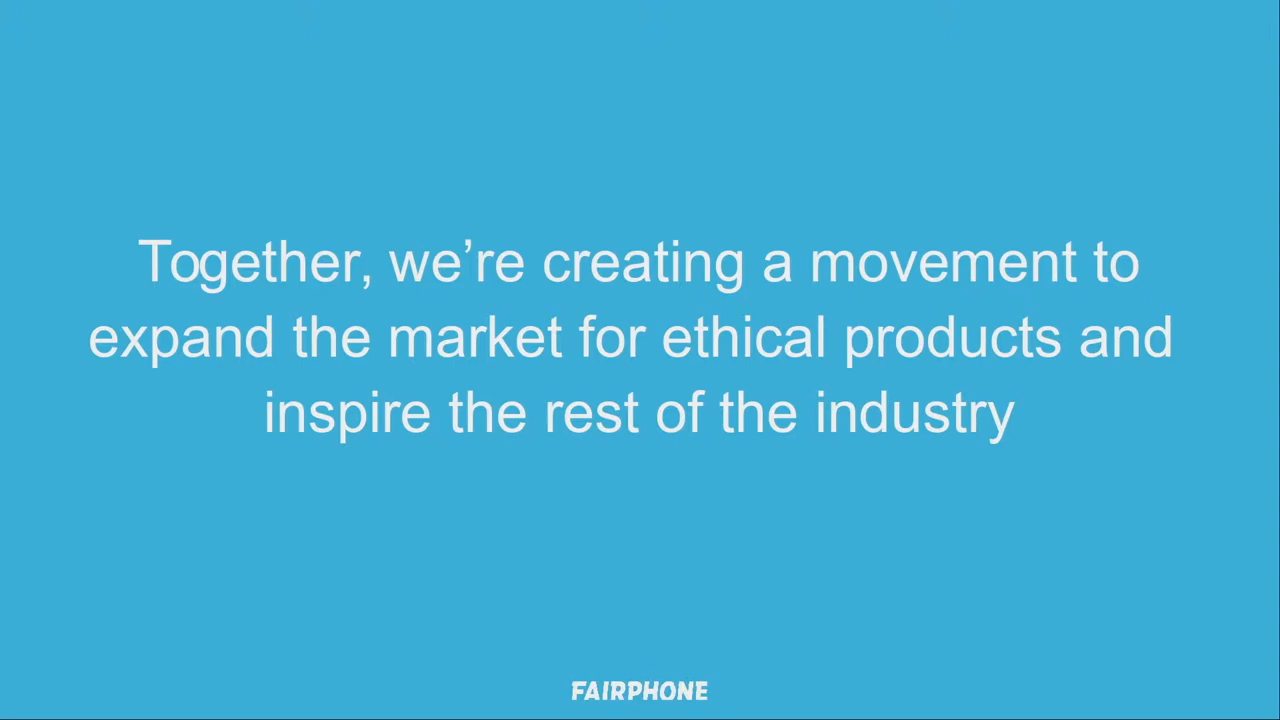 Together, we’re creating a movement to
expand the market for ethical products and
inspire the rest of the industry
FAIRPHONE